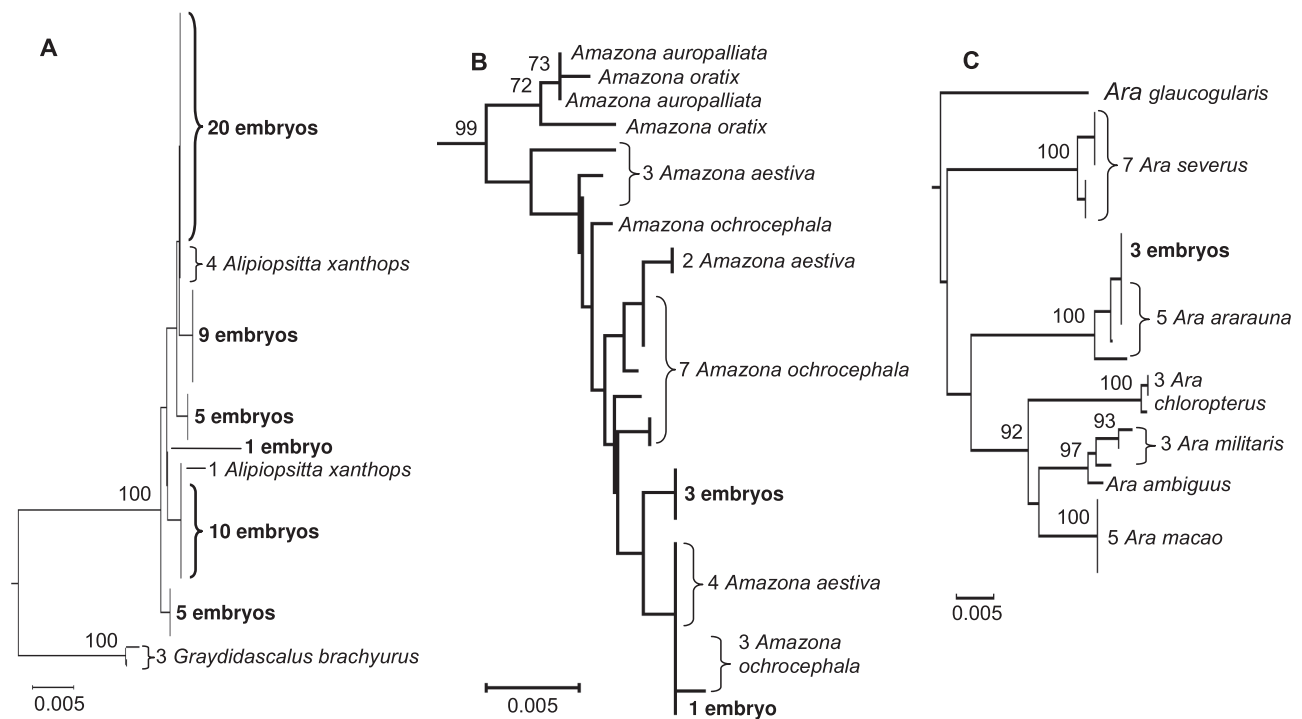 A
20 embryos
4 Alipiopsitta xanthops
9 embryos
5 embryos
1 embryo
1 Alipiopsitta xanthops
100
10 embryos
5 embryos
100
3 Graydidascalus brachyurus
0.005
B
73
Amazona auropalliata
72
Amazona oratix
Amazona auropalliata
99
Amazona oratix
3 Amazona aestiva
Amazona ochrocephala
2 Amazona aestiva
7 Amazona ochrocephala
3 embryos
4 Amazona aestiva
3 Amazona
ochrocephala
1 embryo
0.005
C
Ara glaucogularis
100
7 Ara severus
3 embryos
100
5 Ara ararauna
100
3 Ara
chloropterus
92
93
97
3 Ara militaris
Ara ambiguus
100
5 Ara macao
0.005